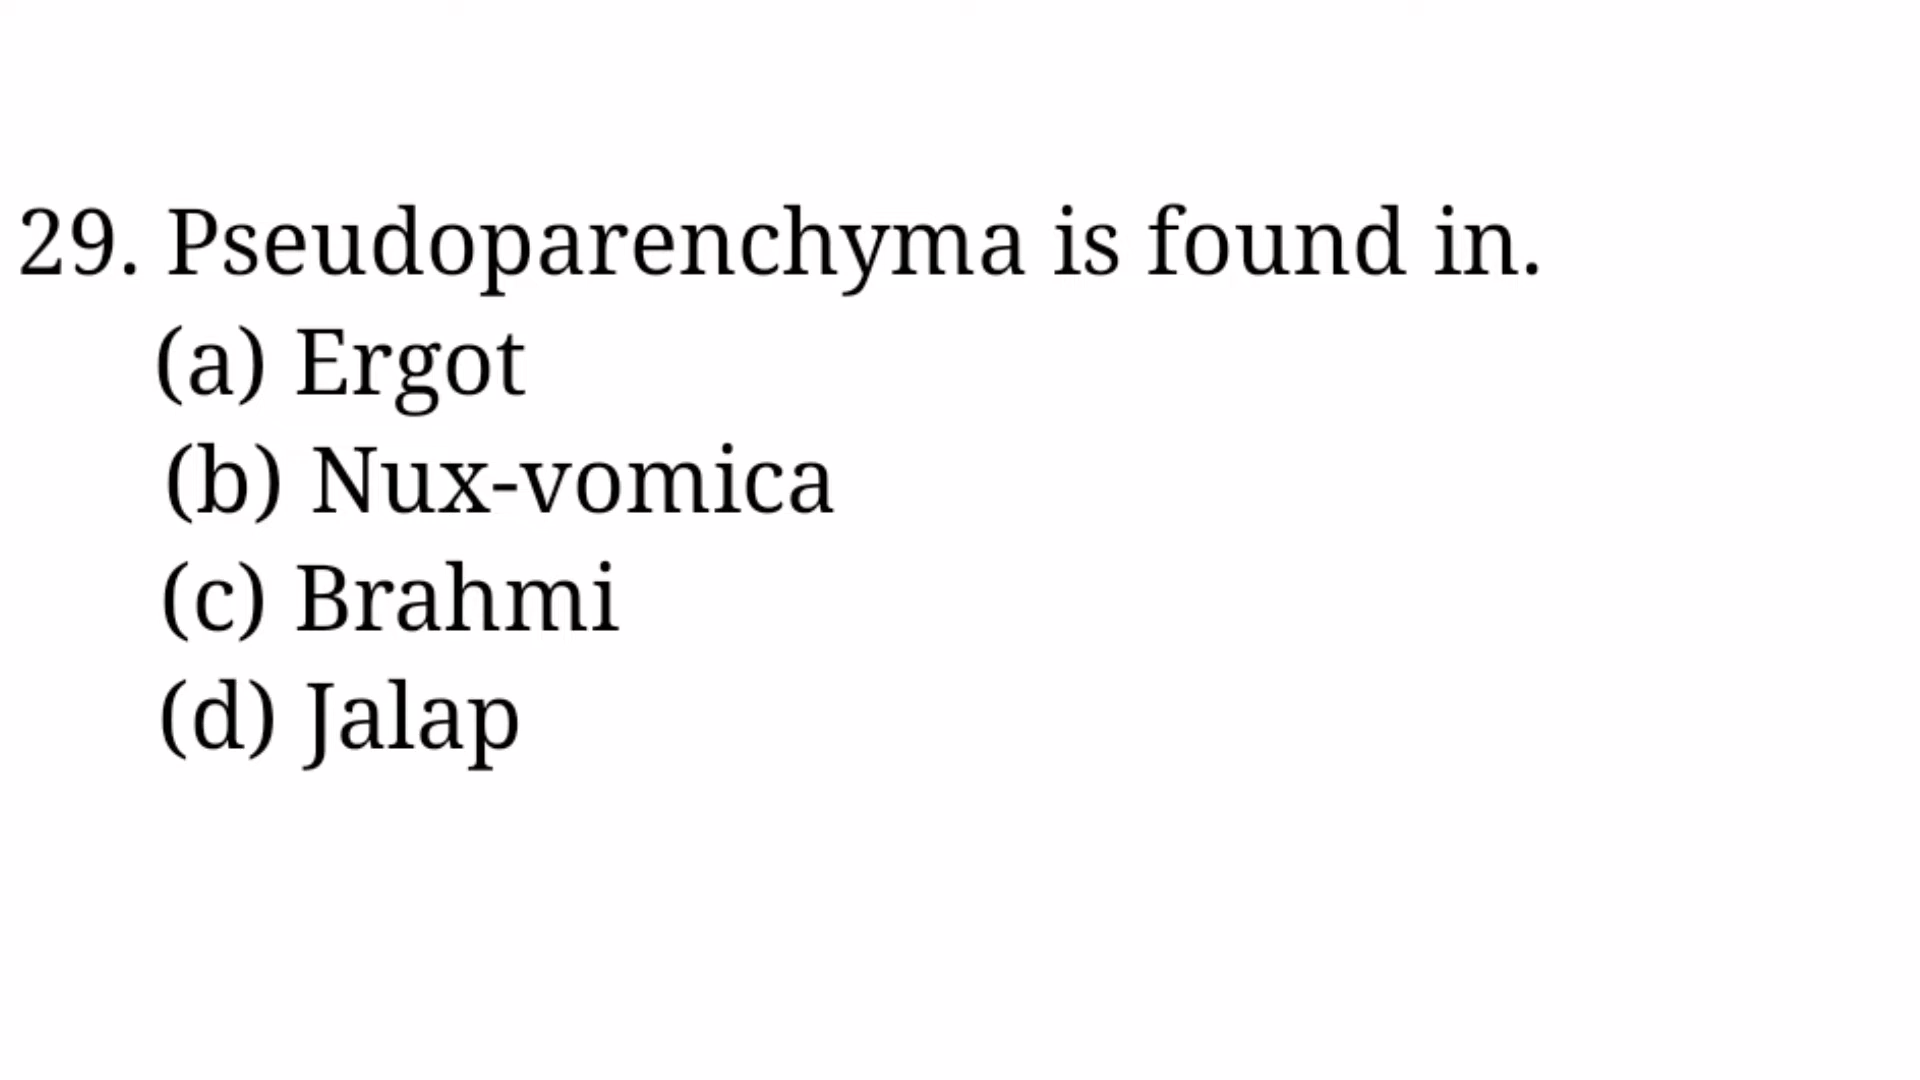 29. Pseudoparenchyma is found in.
(a) Ergot
(b) Nux-vomica
(c) Brahmi
(d) Jalap